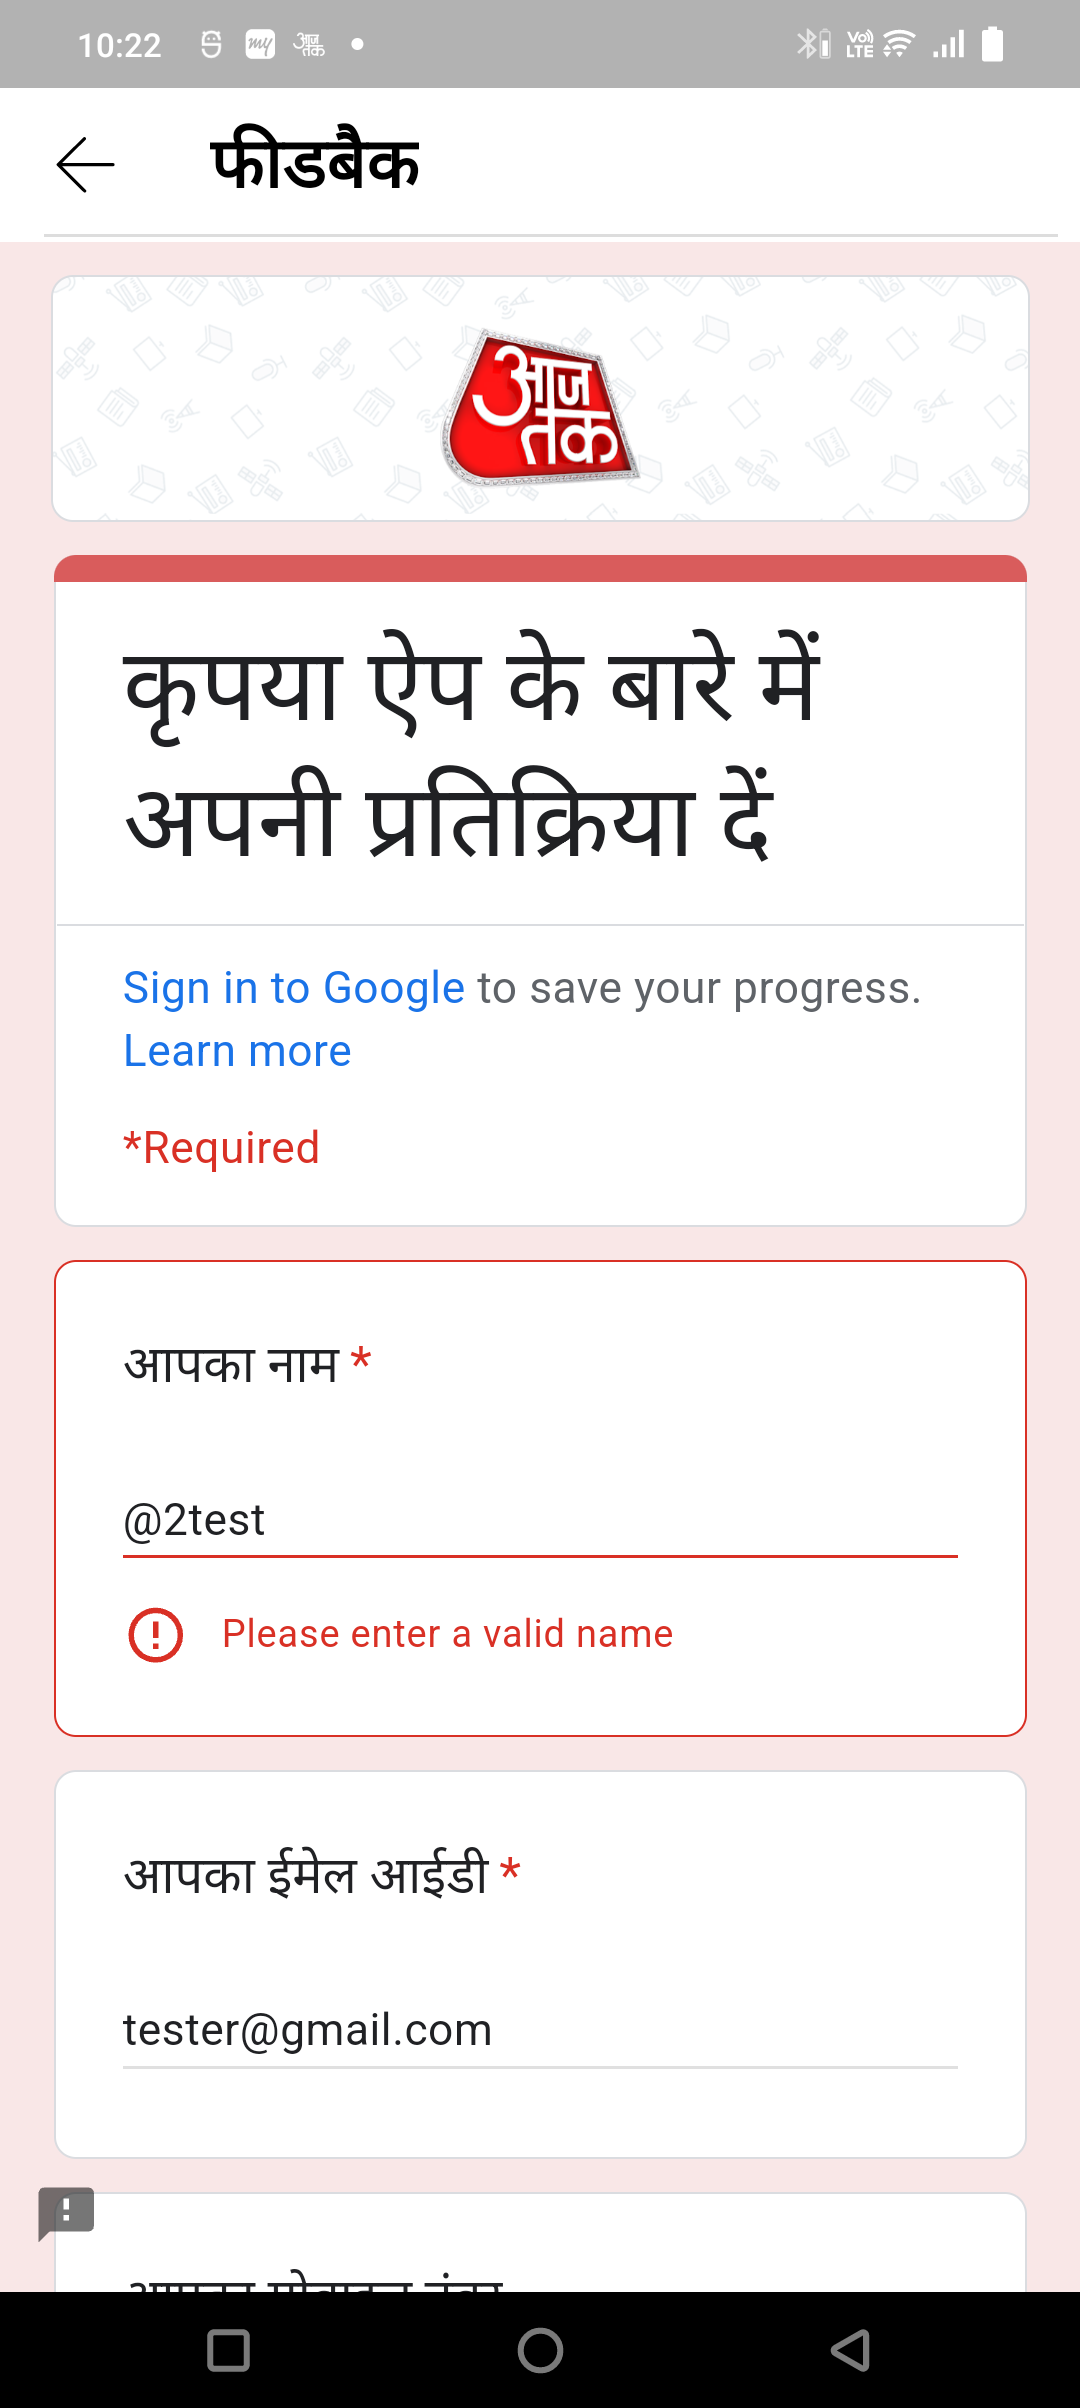 10:22
फीडबैक
आज
तक
कृपया ऐप के बारे में
अपनी प्रतिक्रिया दें
Sign in to Google to save your progress.
Learn more
*Required
आपका नाम *
@2test
Please enter a valid name
आपका ईमेल आईडी *
tester@gmail.com